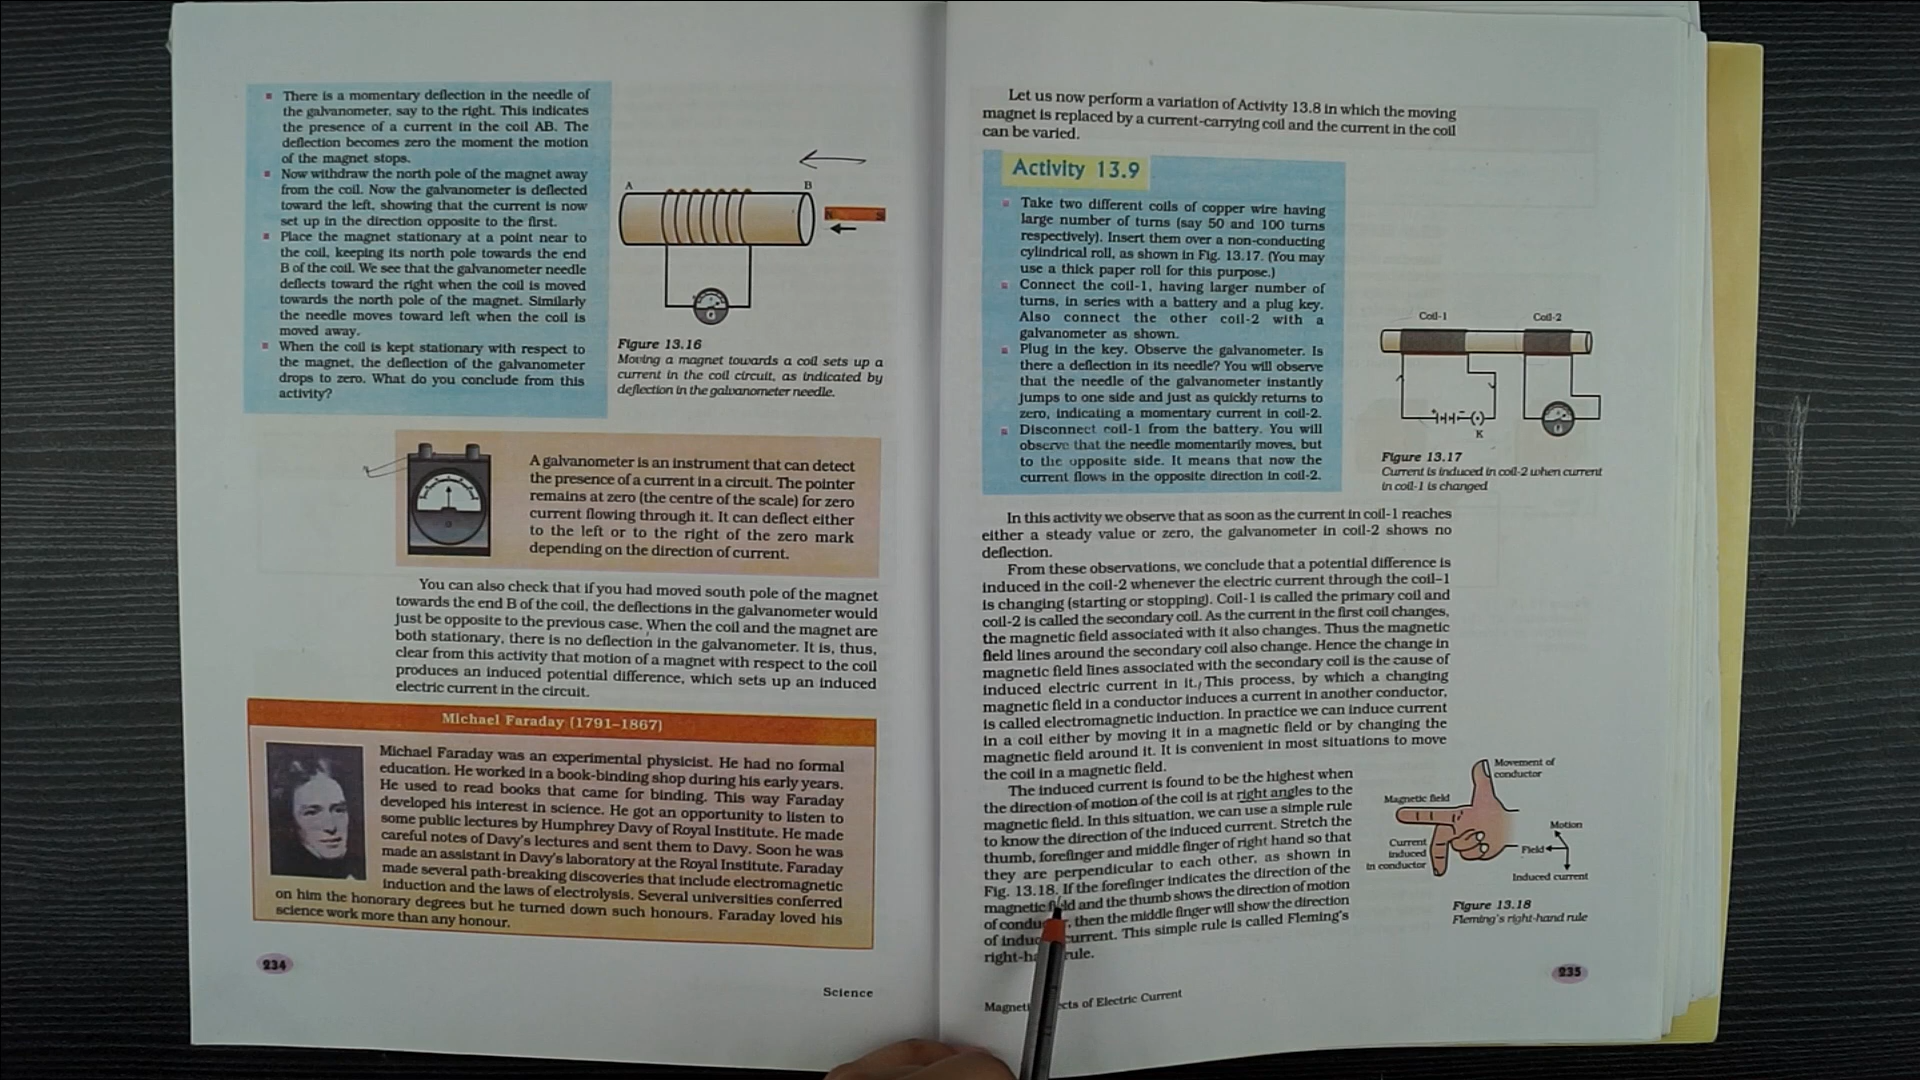 There is a momentary deflection in the needle of
the galvanometer, say to the right. This indicates
the presence of a current in the coil AB. The
deflection becomes zero the moment the motion
of the magnet stops.
Now withdraw the north pole of the magnet away
from the coil. Now the galvanometer is deflected
toward the left, showing that the current is now
set up in the direction opposite to the first.
Place the magnet stationary at a point near to
the coil, keeping its north pole towards the end
B of the coil. We see that the galvanometer needle
deflects toward the right when the coil is moved
towards the north pole of the magnet. Similarly
the needle moves toward left when the coil is
moved away.
When the coil is kept stationary with respect to
the magnet, the deflection of the galvanometer
drops to zero. What do you conclude from this
activity?
A
B
N
S
G
Figure 13.16
Moving a magnet towards a coil sets up a
current in the coil circuit, as indicated by
deflection in the galvanometer needle.
A galvanometer is an instrument that can detect
the presence of a current in a circuit. The pointer
remains at zero (the centre of the scale) for zero
current flowing through it. It can deflect either
to the left or to the right of the zero mark
depending on the direction of current.
You can also check that if you had moved south pole of the magnet
towards the end B of the coil, the deflections in the galvanometer would
just be opposite to the previous case. When the coil and the magnet are
both stationary, there is no deflection in the galvanometer. It is, thus,
clear from this activity that motion of a magnet with respect to the coil
produces an induced potential difference, which sets up an induced
electric current in the circuit.
Michael Faraday (1791–1867)
Michael Faraday was an experimental physicist. He had no formal
education. He worked in a book-binding shop during his early years.
He used to read books that came for binding. This way Faraday
developed his interest in science. He got an opportunity to listen to
some public lectures by Humphrey Davy of Royal Institute. He made
careful notes of Davy's lectures and sent them to Davy. Soon he was
made an assistant in Davy's laboratory at the Royal Institute. Faraday
made several path-breaking discoveries that include electromagnetic
induction and the laws of electrolysis. Several universities conferred
on him the honorary degrees but he turned down such honours. Faraday loved his
science work more than any honour.
234
Science
Let us now perform a variation of Activity 13.8 in which the moving
magnet is replaced by a current-carrying coil and the current in the coil
can be varied.
Activity 13.9
Take two different coils of copper wire having
large number of turns (say 50 and 100 turns
respectively). Insert them over a non-conducting
cylindrical roll, as shown in Fig. 13.17. (You may
use a thick paper roll for this purpose.)
Connect the coil-1, having larger number of
turns, in series with a battery and a plug key.
Also connect the other coil-2 with a
galvanometer as shown.
Plug in the key. Observe the galvanometer. Is
there a deflection in its needle? You will observe
that the needle of the galvanometer instantly
jumps to one side and just as quickly returns to
zero, indicating a momentary current in coil-2.
Disconnect coil-1 from the battery. You will
observe that the needle momentarily moves, but
to the opposite side. It means that now the
current flows in the opposite direction in coil-2.
Coil-1
Coil-2
K
Figure 13.17
Current is induced in coil-2 when current
in coil-1 is changed
In this activity we observe that as soon as the current in coil-1 reaches
either a steady value or zero, the galvanometer in coil-2 shows no
deflection.
From these observations, we conclude that a potential difference is
induced in the coil-2 whenever the electric current through the coil–1
is changing (starting or stopping). Coil-1 is called the primary coil and
coil-2 is called the secondary coil. As the current in the first coil changes,
the magnetic field associated with it also changes. Thus the magnetic
field lines around the secondary coil also change. Hence the change in
magnetic field lines associated with the secondary coil is the cause of
induced electric current in it. This process, by which a changing
magnetic field in a conductor induces a current in another conductor,
is called electromagnetic induction. In practice we can induce current
in a coil either by moving it in a magnetic field or by changing the
magnetic field around it. It is convenient in most situations to move
the coil in a magnetic field.
The induced current is found to be the highest when
the direction of motion of the coil is at right angles to the
magnetic field. In this situation, we can use a simple rule
to know the direction of the induced current. Stretch the
thumb, forefinger and middle finger of right hand so that
they are perpendicular to each other, as shown in
Fig. 13.18. If the forefinger indicates the direction of the
magnetic field and the thumb shows the direction of motion
of , then the middle finger will show the direction
of current. This simple rule is called Fleming's
rule.
Movement of
conductor
Magnetic field
Current
induced
in conductor
Motion
Field
Induced current
Figure 13.18
Fleming's right-hand rule
235
of Electric Current